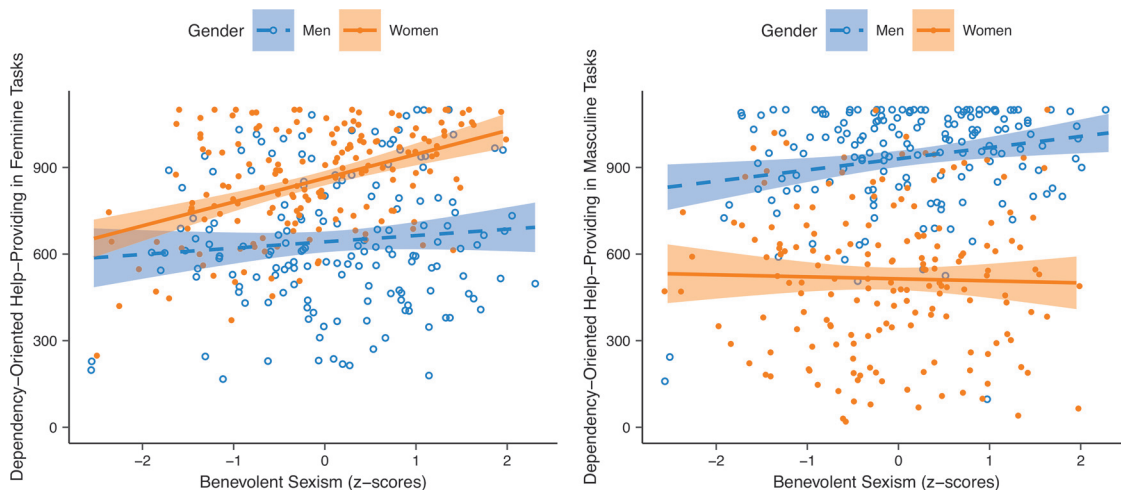 Gender Men Women
Dependency−Oriented Help−Providing in Feminine Tasks
900
600
300
0
−2 −1 0 1 2
Benevolent Sexism (z−scores)
Gender Men Women
Dependency−Oriented Help−Providing in Masculine Tasks
900
600
300
0
−2 −1 0 1 2
Benevolent Sexism (z−scores)